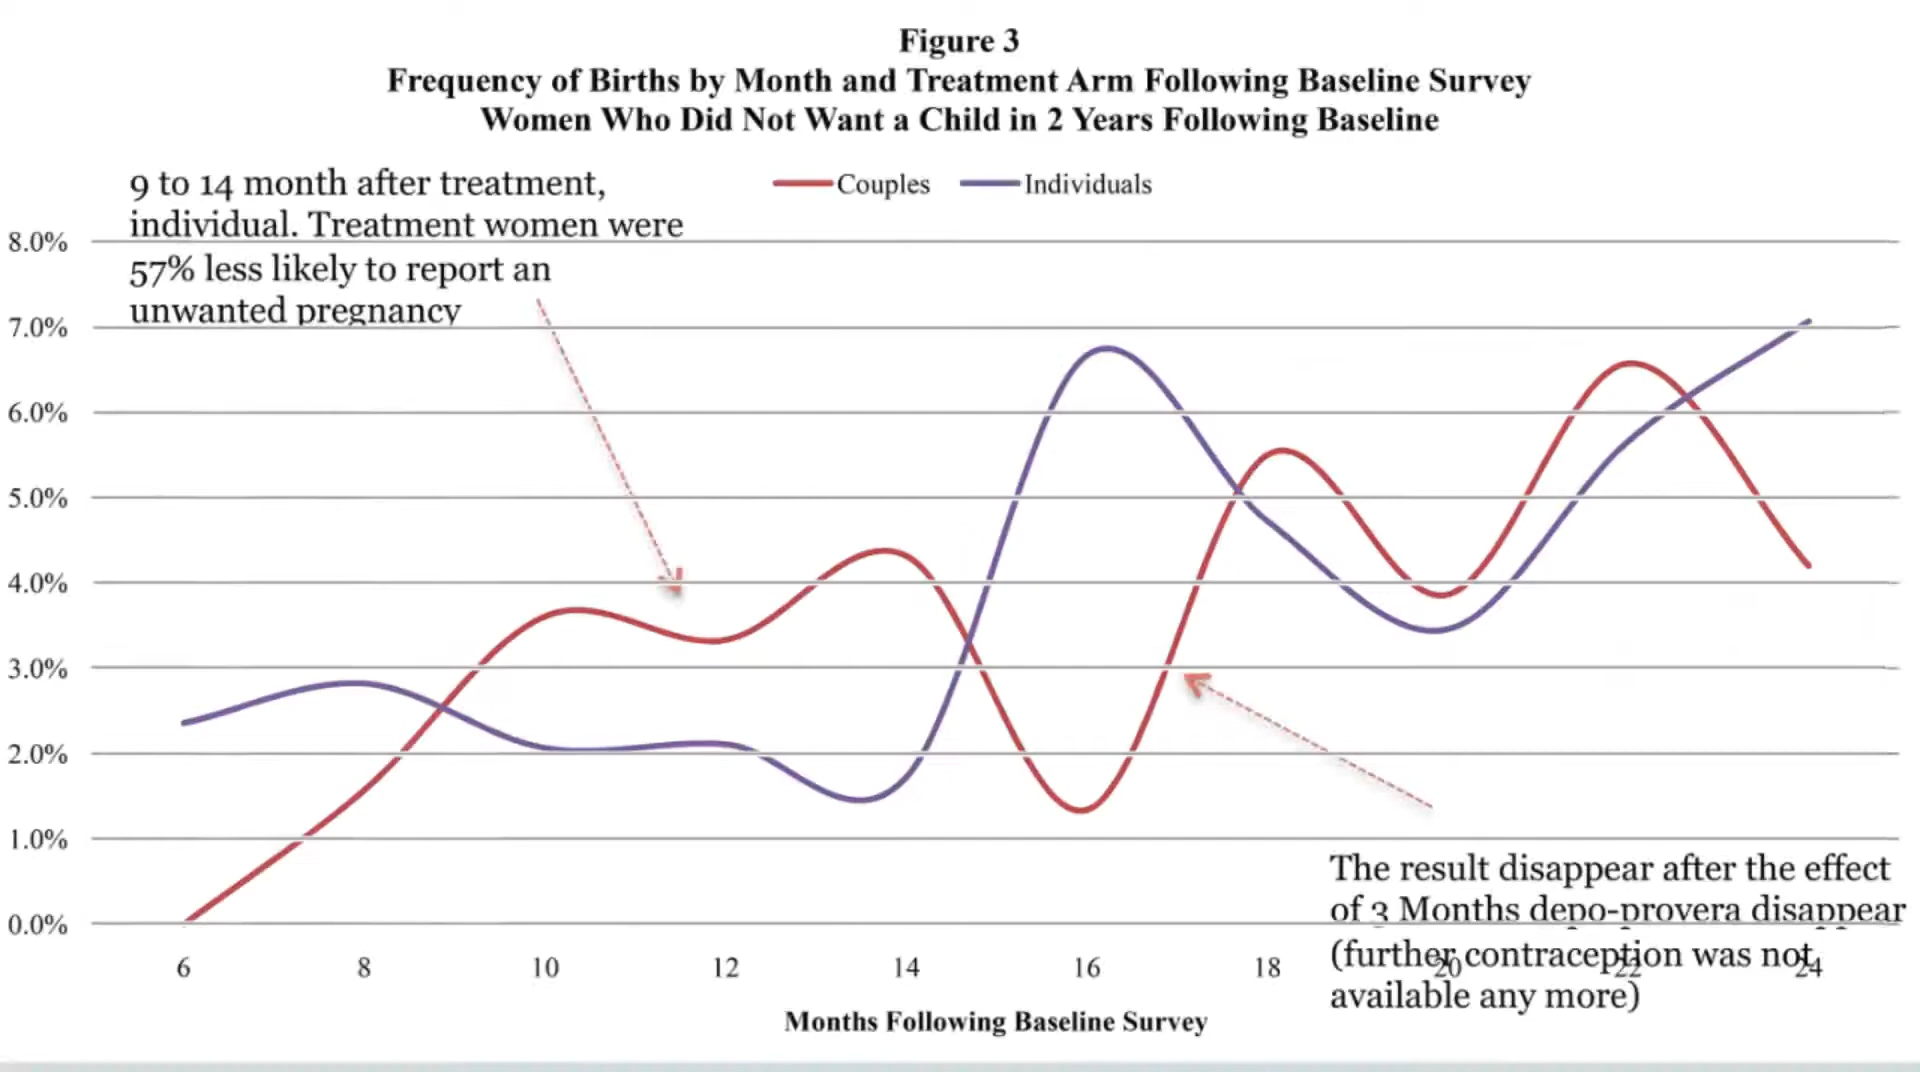 Figure 3
Frequency of Births by Month and Treatment Arm Following Baseline Survey
Women Who Did Not Want a Child in 2 Years Following Baseline
9 to 14 month after treatment,
individual. Treatment women were
57% less likely to report an
unwanted pregnancy
Couples
Individuals
8.0%
7.0%
6.0%
5.0%
4.0%
3.0%
2.0%
1.0%
0.0%
The result disappear after the effect
of 3 Months depo-provera disappear
(further contraception was not
available any more)
6 8 10 12 14 16 18 20 22 24
Months Following Baseline Survey